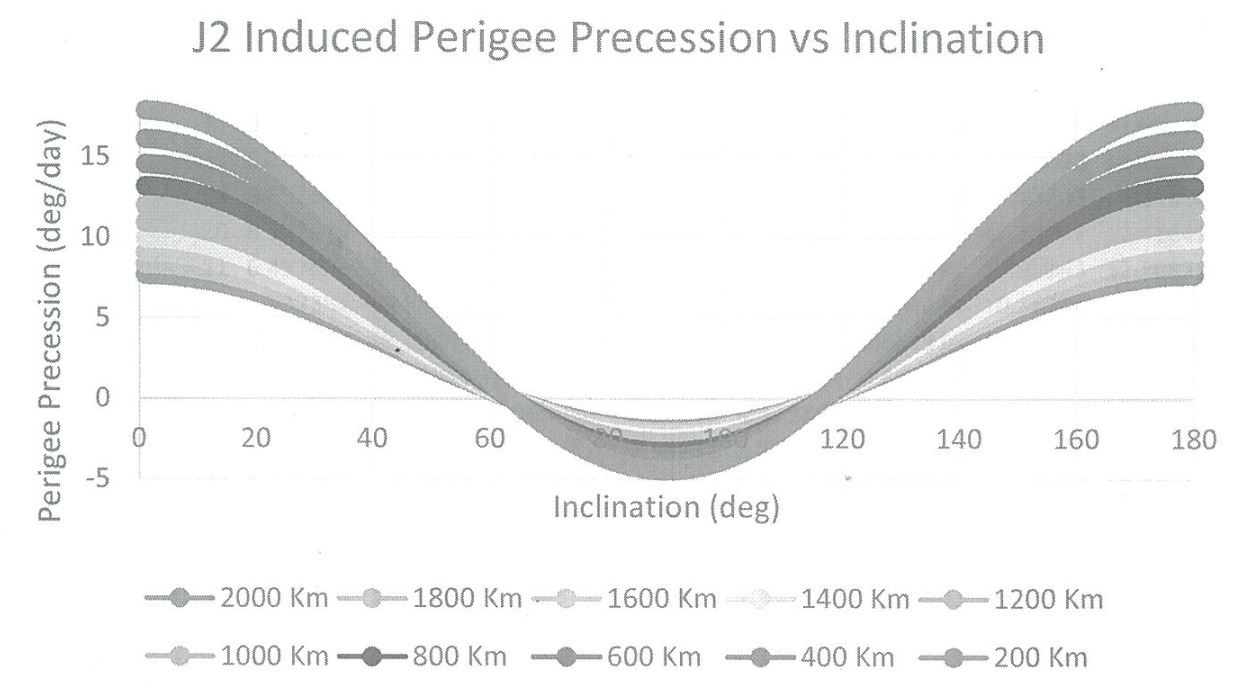 J2 Induced Perigee Precession vs Inclination
Perigee Precession (deg/day)
15
10
5
0
-5
0 20 40 60 80 100 120 140 160 180
Inclination (deg)
2000 Km 1800 Km 1600 Km 1400 Km 1200 Km
1000 Km 800 Km 600 Km 400 Km 200 Km